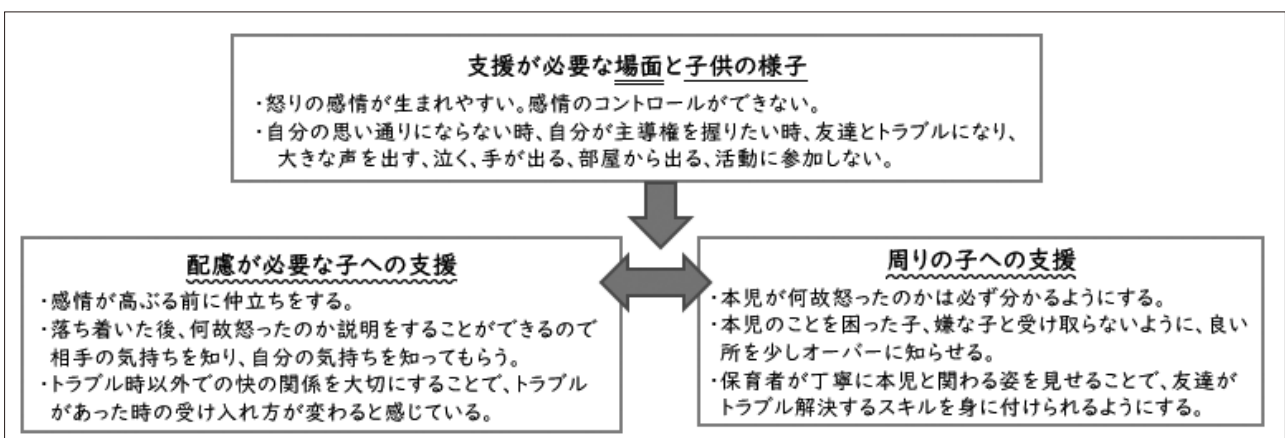 支援が必要な場面と子供の様子
・怒りの感情が生まれやすい。感情のコントロールができない。
・自分の思い通りにならない時、自分が主導権を握りたい時、友達とトラブルになり、
大きな声を出す、泣く、手が出る、部屋から出る、活動に参加しない。
配慮が必要な子への支援
・感情が高ぶる前に仲立ちをする。
・落ち着いた後、何故怒ったのか説明をすることができるので
相手の気持ちを知り、自分の気持ちを知ってもらう。
・トラブル時以外での快の関係を大切にすることで、トラブル
があった時の受け入れ方が変わると感じている。
周りの子への支援
・本児が何故怒ったのかは必ず分かるようにする。
・本児のことを困った子、嫌な子と受け取らないように、良い
所を少しオーバーに知らせる。
・保育者が丁寧に本児と関わる姿を見せることで、友達が
トラブル解決するスキルを身に付けられるようにする。